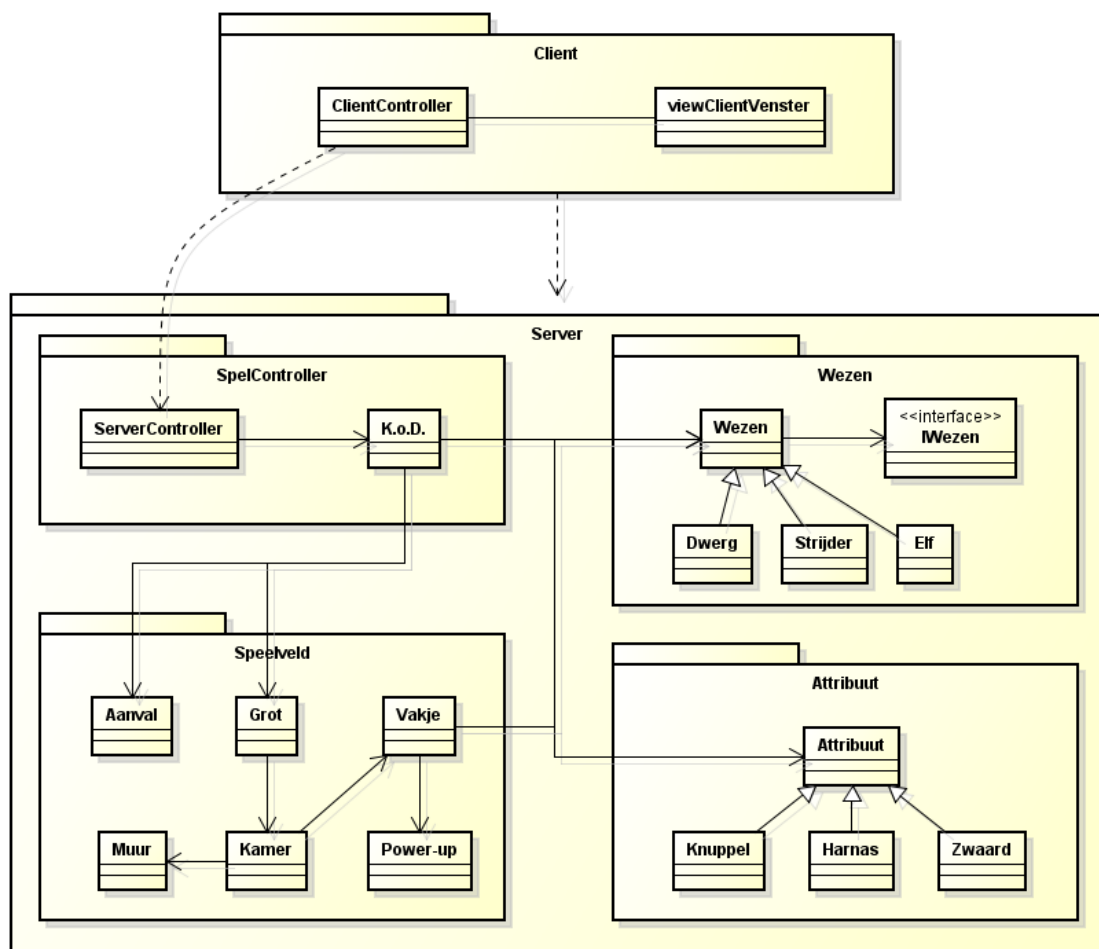 Client
ClientController
viewClientVenster
Server
SpelController
ServerController
K.o.D.
Wezen
Wezen
<<interface>>
IWezen
Dwerg
Strijder
Elf
Speelveld
Aanval
Grot
Vakje
Muur
Kamer
Power-up
Attribuut
Attribuut
Knuppel
Harnas
Zwaard